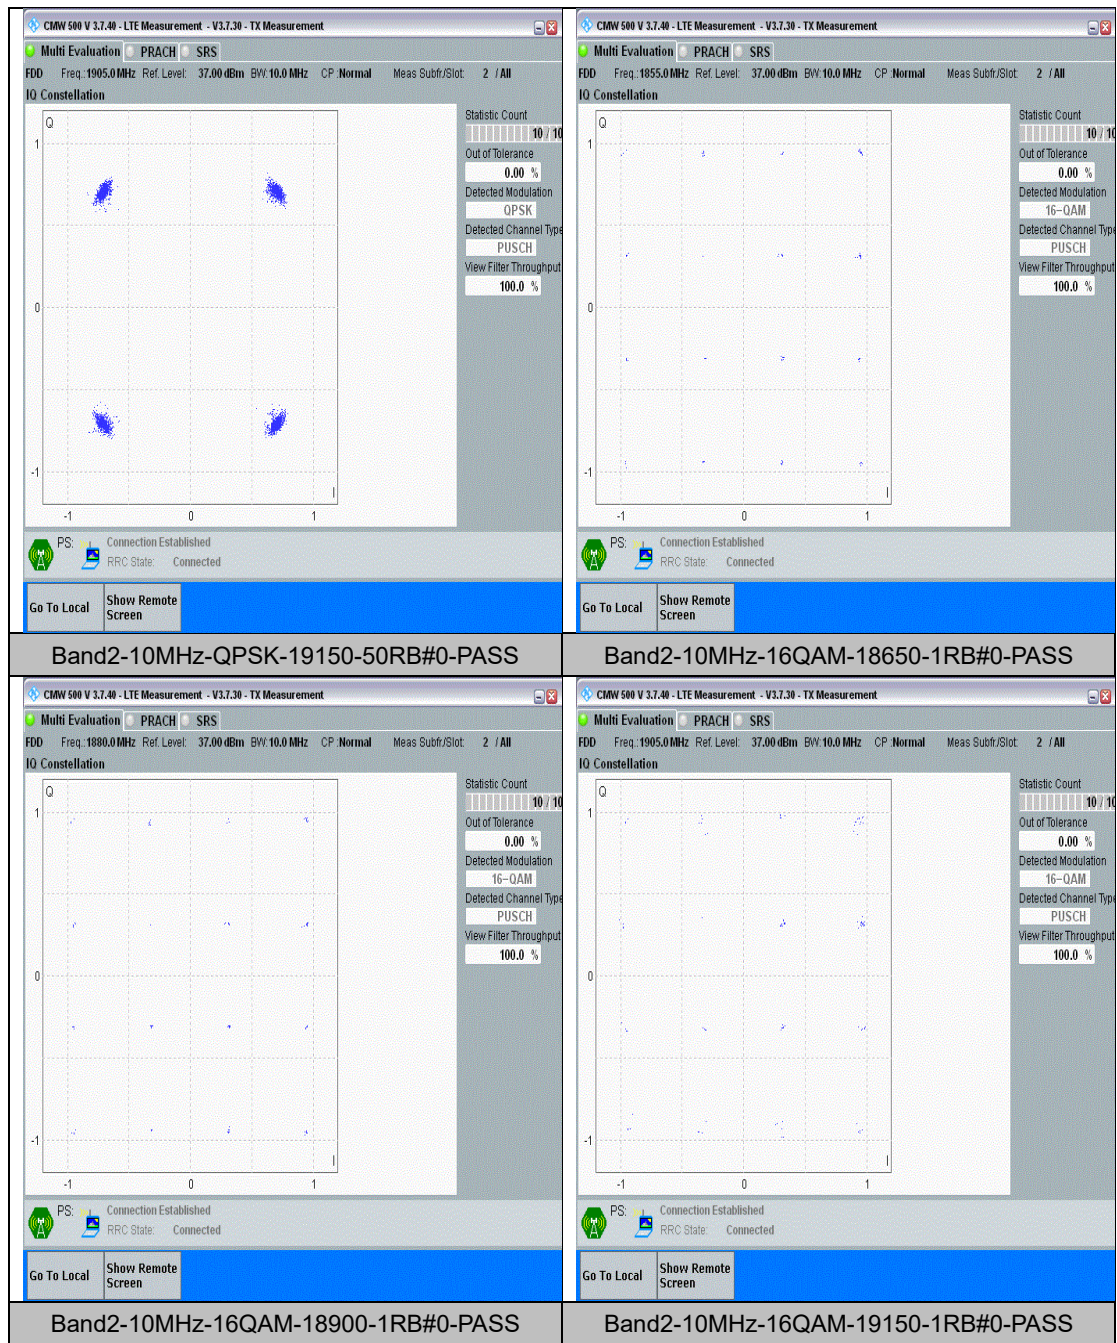 CMW 500 V 3.7.40 - LTE Measurement - V3.7.30 - TX Measurement
Multi Evaluation PRACH SRS
FDD Freq.:1905.0 MHz Ref. Level: 37.00 dBm BW:10.0 MHz CP :Normal Meas Subfr./Slot: 2 / All
IQ Constellation
Q
Statistic Count
10 / 10
1
Out of Tolerance
0.00 %
Detected Modulation
QPSK
Detected Channel Type
PUSCH
View Filter Throughput
100.0 %
0
-1
I
-1 0 1
PS: Connection Established
RRC State: Connected
Go To Local Show Remote
Screen
Band2-10MHz-QPSK-19150-50RB#0-PASS
CMW 500 V 3.7.40 - LTE Measurement - V3.7.30 - TX Measurement
Multi Evaluation PRACH SRS
FDD Freq.:1855.0 MHz Ref. Level: 37.00 dBm BW:10.0 MHz CP :Normal Meas Subfr./Slot: 2 / All
IQ Constellation
Q
Statistic Count
10 / 10
1
Out of Tolerance
0.00 %
Detected Modulation
16-QAM
Detected Channel Type
PUSCH
View Filter Throughput
100.0 %
0
-1
I
-1 0 1
PS: Connection Established
RRC State: Connected
Go To Local Show Remote
Screen
Band2-10MHz-16QAM-18650-1RB#0-PASS
CMW 500 V 3.7.40 - LTE Measurement - V3.7.30 - TX Measurement
Multi Evaluation PRACH SRS
FDD Freq.:1880.0 MHz Ref. Level: 37.00 dBm BW:10.0 MHz CP :Normal Meas Subfr./Slot: 2 / All
IQ Constellation
Q
Statistic Count
10 / 10
1
Out of Tolerance
0.00 %
Detected Modulation
16-QAM
Detected Channel Type
PUSCH
View Filter Throughput
100.0 %
0
-1
I
-1 0 1
PS: Connection Established
RRC State: Connected
Go To Local Show Remote
Screen
Band2-10MHz-16QAM-18900-1RB#0-PASS
CMW 500 V 3.7.40 - LTE Measurement - V3.7.30 - TX Measurement
Multi Evaluation PRACH SRS
FDD Freq.:1905.0 MHz Ref. Level: 37.00 dBm BW:10.0 MHz CP :Normal Meas Subfr./Slot: 2 / All
IQ Constellation
Q
Statistic Count
10 / 10
1
Out of Tolerance
0.00 %
Detected Modulation
16-QAM
Detected Channel Type
PUSCH
View Filter Throughput
100.0 %
0
-1
I
-1 0 1
PS: Connection Established
RRC State: Connected
Go To Local Show Remote
Screen
Band2-10MHz-16QAM-19150-1RB#0-PASS